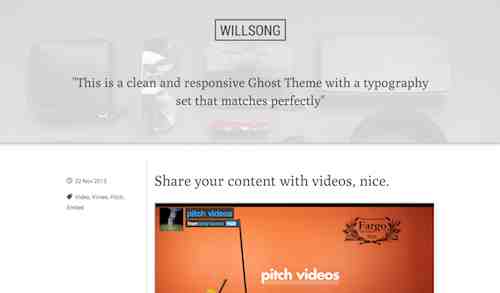 WILLSONG
"This is a clean and responsive Ghost Theme with a typography
set that matches perfectly"
22 Nov 2013
Share your content with videos, nice.
Video, Vimeo, Pitch,
Embed
pitch videos
from
Fargo
pitch videos